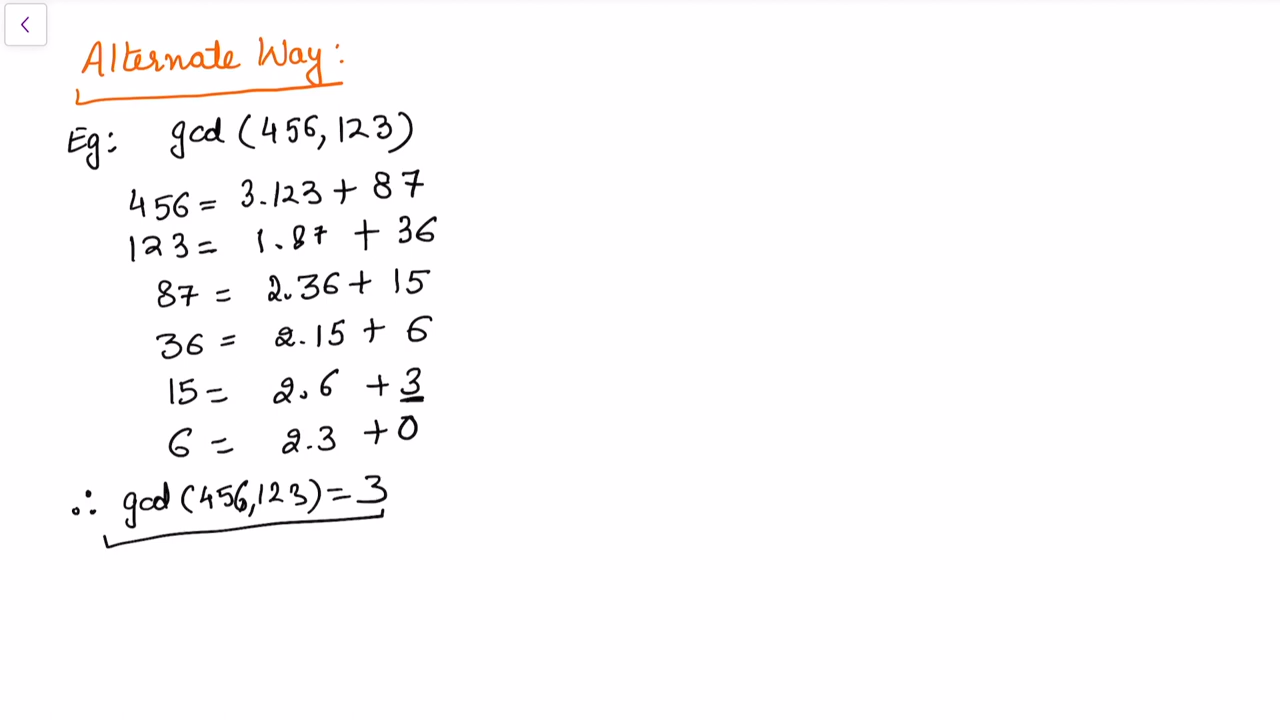 Alternate Way:
Eg: gcd (456, 123)
456 = 3.123 + 87
123 = 1.87 + 36
87 = 2.36 + 15
36 = 2.15 + 6
15 = 2.6 + 3
6 = 2.3 + 0
∴ gcd (456,123) = 3